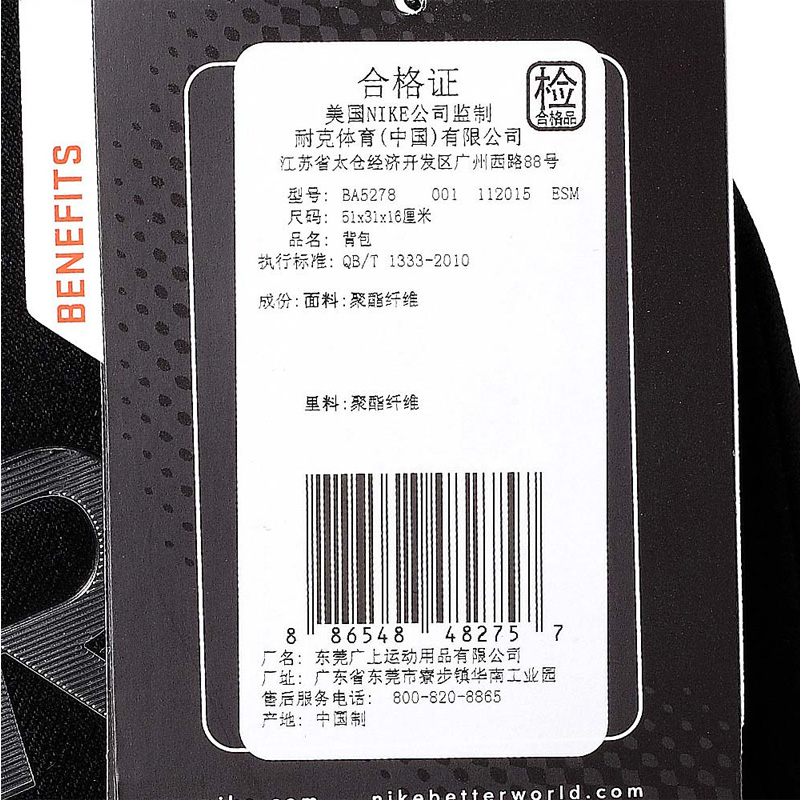 BENEFITS
合格证
检
合格品
美国NIKE公司监制
耐克体育(中国)有限公司
江苏省太仓经济开发区广州西路88号
型号: BA5278 001 112015 ESM
尺码: 51x31x16厘米
品名: 背包
执行标准: QB/T 1333-2010
成份:面料:聚酯纤维
里料:聚酯纤维
8 86548 48275 7
厂名: 东莞广上运动用品有限公司
厂址: 广东省东莞市寮步镇华南工业园
售后服务电话: 800-820-8865
产地: 中国制
nikebetterworld.com